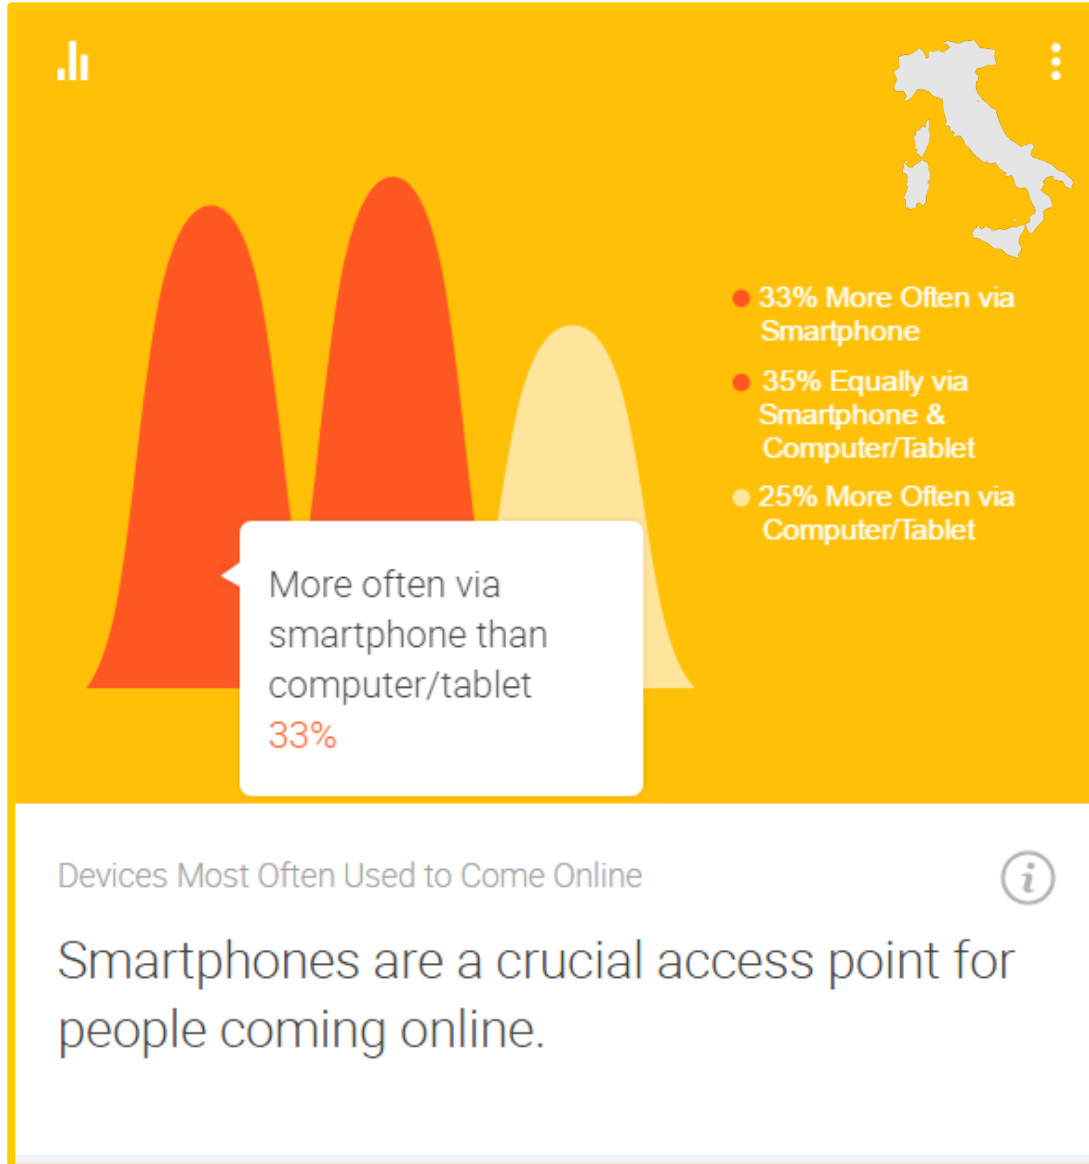 33% More Often via
Smartphone
35% Equally via
Smartphone &
Computer/Tablet
25% More Often via
Computer/Tablet
More often via
smartphone than
computer/tablet
33%
Devices Most Often Used to Come Online
i
Smartphones are a crucial access point for
people coming online.